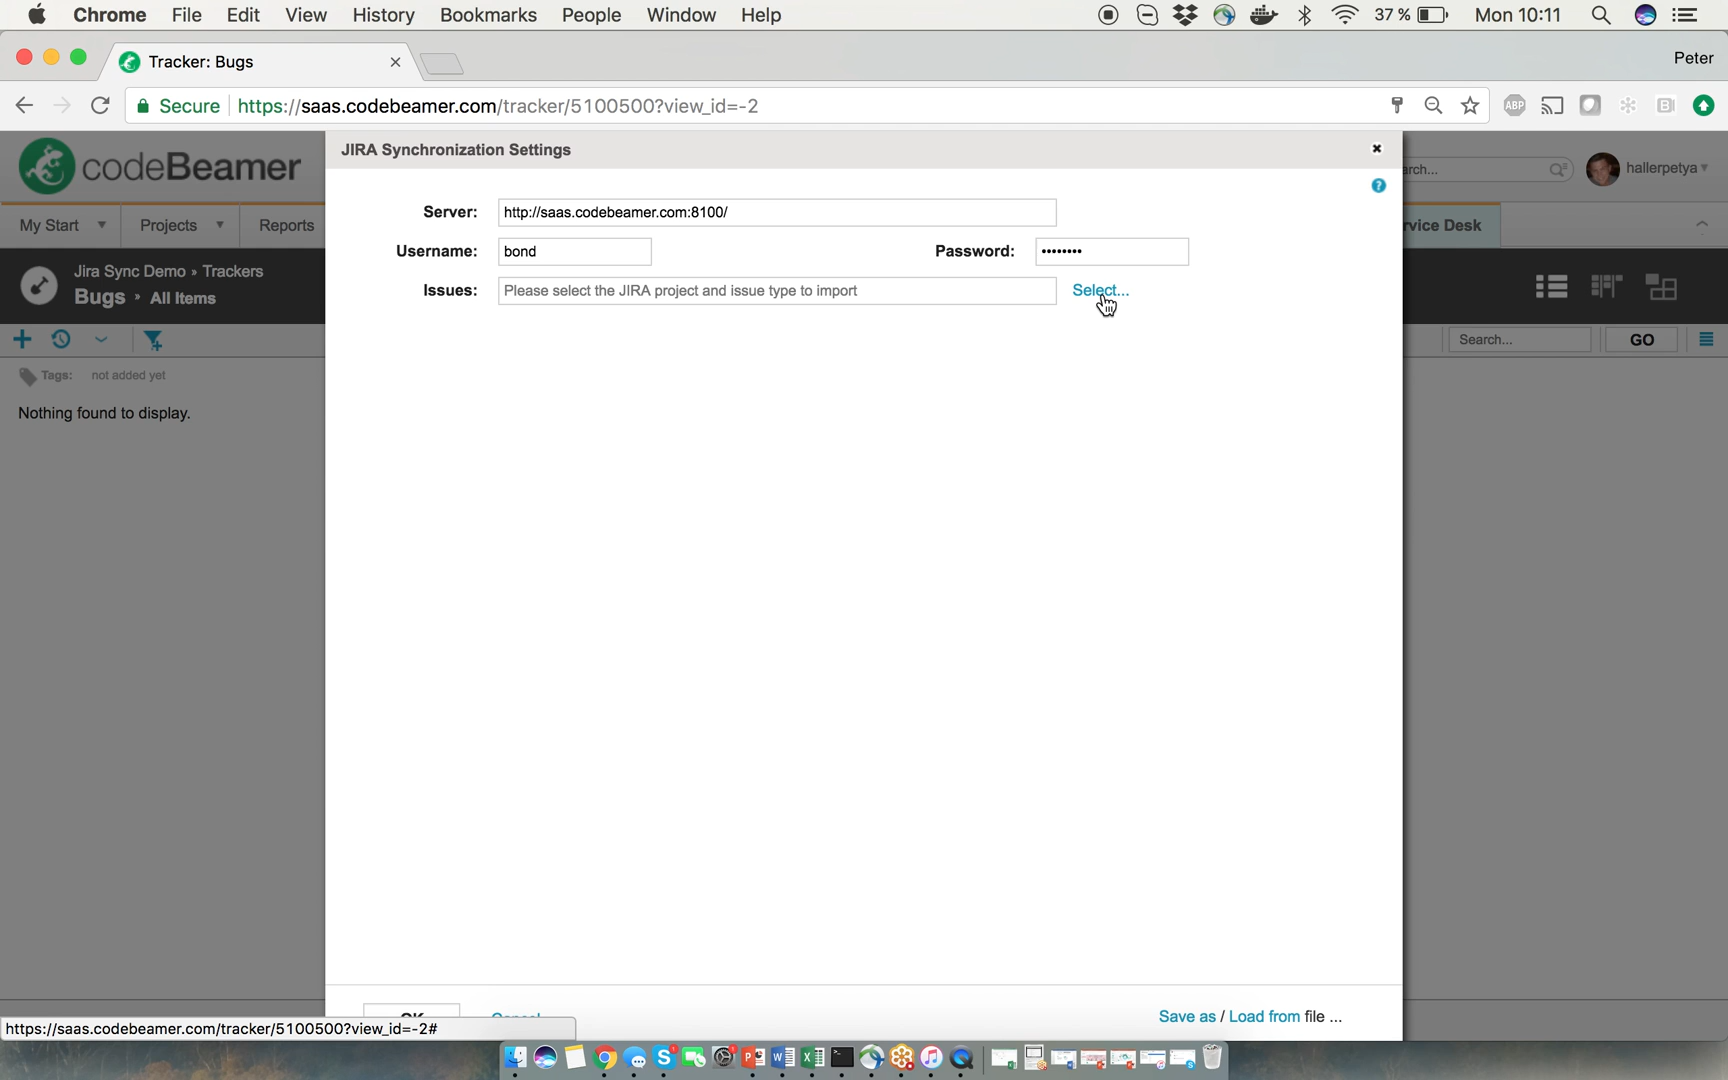 Chrome File Edit View History Bookmarks People Window Help 37 % Mon 10:11
Tracker: Bugs Peter
Secure https://saas.codebeamer.com/tracker/5100500?view_id=-2 ABP
codeBeamer JIRA Synchronization Settings arch... hallerpetya
My Start Projects Reports Server: http://saas.codebeamer.com:8100/ rvice Desk
Username: bond Password: ••••••••
Jira Sync Demo » Trackers
Bugs » All Items Issues: Please select the JIRA project and issue type to import Select...
Search... GO
Tags: not added yet
Nothing found to display.
OK Cancel Save as / Load from file ...
https://saas.codebeamer.com/tracker/5100500?view_id=-2#